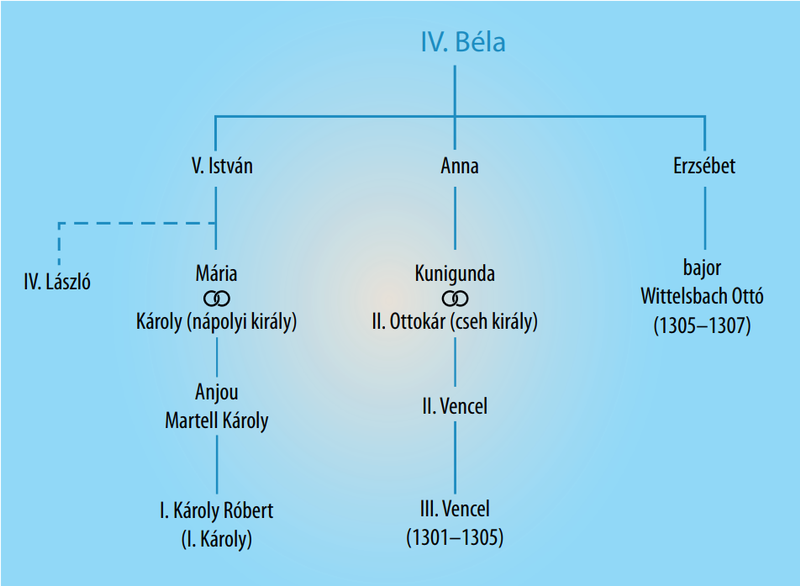 IV. Béla
V. István
Anna
Erzsébet
IV. László
Mária
Károly (nápolyi király)
Kunigunda
II. Ottokár (cseh király)
bajor
Wittelsbach Ottó
(1305–1307)
Anjou
Martell Károly
II. Vencel
I. Károly Róbert
(I. Károly)
III. Vencel
(1301–1305)